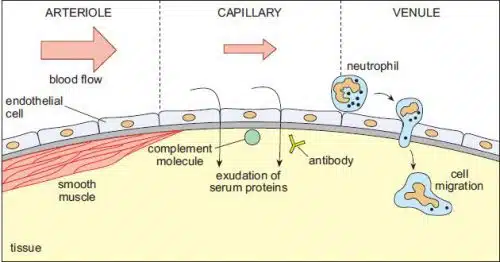 ARTERIOLE
CAPILLARY
VENULE
blood flow
neutrophil
endothelial
cell
complement
molecule
antibody
exudation of
serum proteins
smooth
muscle
cell
migration
tissue